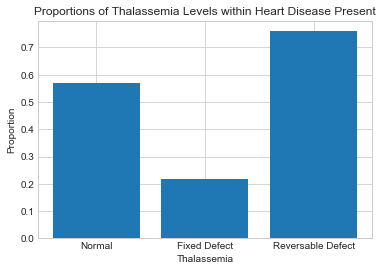 Proportions of Thalassemia Levels within Heart Disease Present
Proportion
0.7
0.6
0.5
0.4
0.3
0.2
0.1
0.0
Normal
Fixed Defect
Reversable Defect
Thalassemia